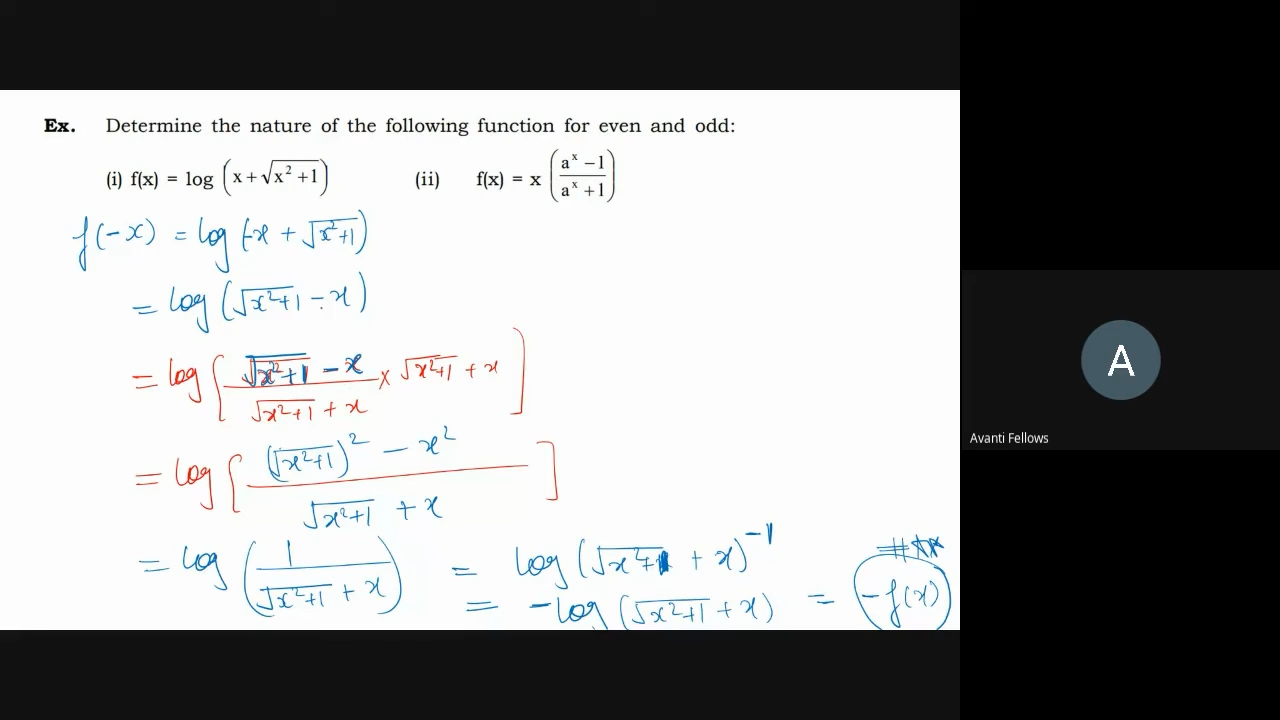 Ex. Determine the nature of the following function for even and odd:
(i) f(x) = log (x + √(x² + 1)) (ii) f(x) = x ((aˣ − 1)/(aˣ + 1))
f(-x) = log (-x + √(x²+1))
= log (√(x²+1) - x)
= log [ (√(x²+1) - x)/(√(x²+1) + x) × √(x²+1) + x ]
= log [ ((√(x²+1))² - x²)/(√(x²+1) + x) ]
= log (1/(√(x²+1) + x)) = log (√(x²+1) + x)⁻¹
= -log (√(x²+1) + x) = -f(x)
A
Avanti Fellows